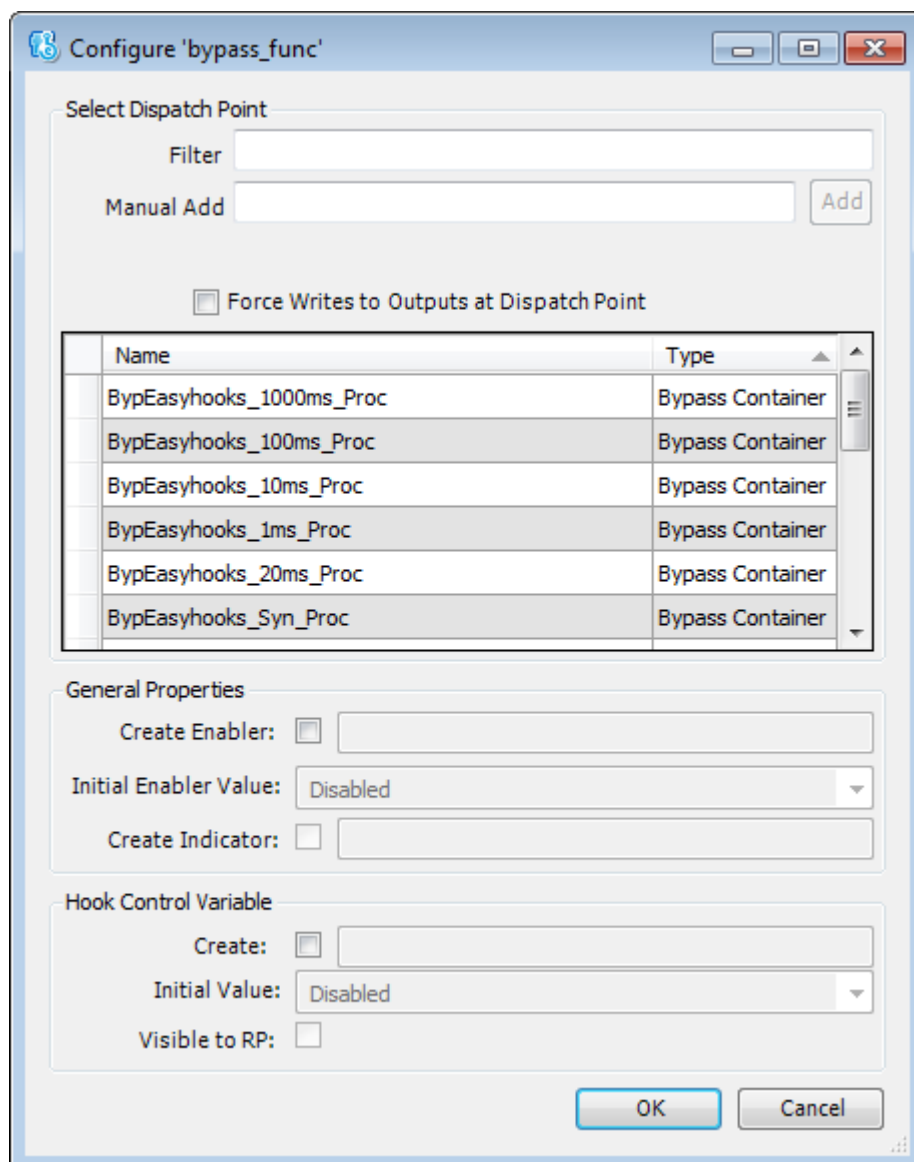 Configure 'bypass_func'
Select Dispatch Point
Filter
Manual Add Add
Force Writes to Outputs at Dispatch Point
Name Type
BypEasyhooks_1000ms_Proc Bypass Container
BypEasyhooks_100ms_Proc Bypass Container
BypEasyhooks_10ms_Proc Bypass Container
BypEasyhooks_1ms_Proc Bypass Container
BypEasyhooks_20ms_Proc Bypass Container
BypEasyhooks_Syn_Proc Bypass Container
General Properties
Create Enabler:
Initial Enabler Value: Disabled
Create Indicator:
Hook Control Variable
Create:
Initial Value: Disabled
Visible to RP:
OK Cancel